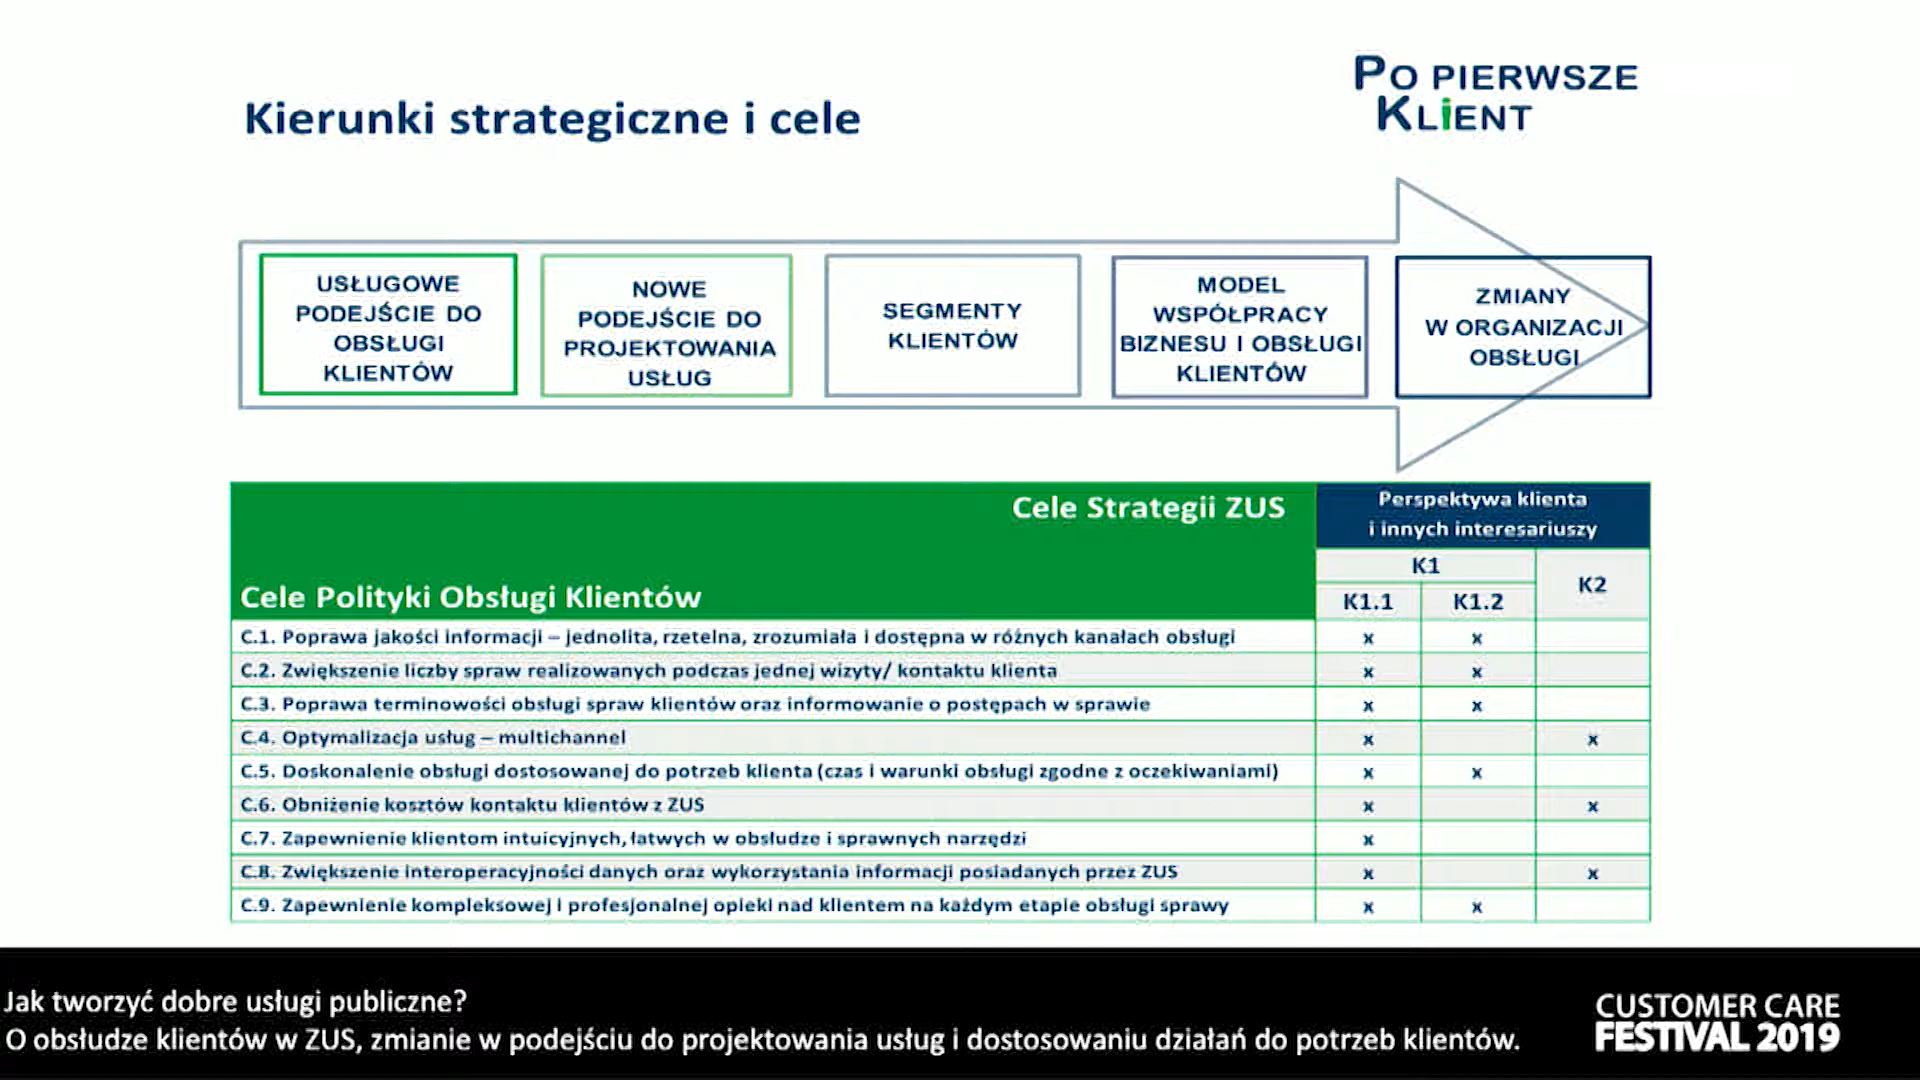 PO PIERWSZE
KLIENT
Kierunki strategiczne i cele
USŁUGOWE
PODEJŚCIE DO
OBSŁUGI
KLIENTÓW
NOWE
PODEJŚCIE DO
PROJEKTOWANIA
USŁUG
SEGMENTY
KLIENTÓW
MODEL
WSPÓŁPRACY
BIZNESU I OBSŁUGI
KLIENTÓW
ZMIANY
W ORGANIZACJI
OBSŁUGI
Cele Strategii ZUS
Perspektywa klienta
i innych interesariuszy
K1
K2
Cele Polityki Obsługi Klientów
K1.1 K1.2
C.1. Poprawa jakości informacji – jednolita, rzetelna, zrozumiała i dostępna w różnych kanałach obsługi x x
C.2. Zwiększenie liczby spraw realizowanych podczas jednej wizyty/ kontaktu klienta x x
C.3. Poprawa terminowości obsługi spraw klientów oraz informowanie o postępach w sprawie x x
C.4. Optymalizacja usług – multichannel x x
C.5. Doskonalenie obsługi dostosowanej do potrzeb klienta (czas i warunki obsługi zgodne z oczekiwaniami) x x
C.6. Obniżenie kosztów kontaktu klientów z ZUS x x
C.7. Zapewnienie klientom intuicyjnych, łatwych w obsłudze i sprawnych narzędzi x
C.8. Zwiększenie interoperacyjności danych oraz wykorzystania informacji posiadanych przez ZUS x x
C.9. Zapewnienie kompleksowej i profesjonalnej opieki nad klientem na każdym etapie obsługi sprawy x x
Jak tworzyć dobre usługi publiczne?
O obsłudze klientów w ZUS, zmianie w podejściu do projektowania usług i dostosowaniu działań do potrzeb klientów.
CUSTOMER CARE
FESTIVAL 2019